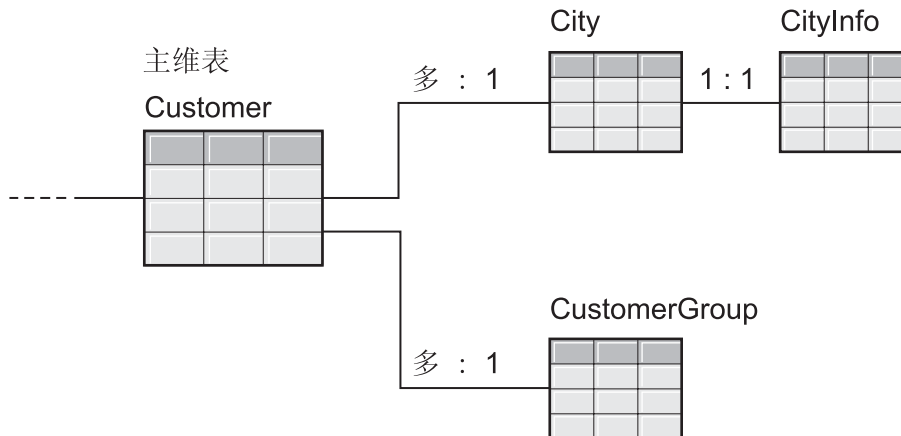 City
CityInfo
主维表
多 : 1
1 : 1
Customer
CustomerGroup
多 : 1